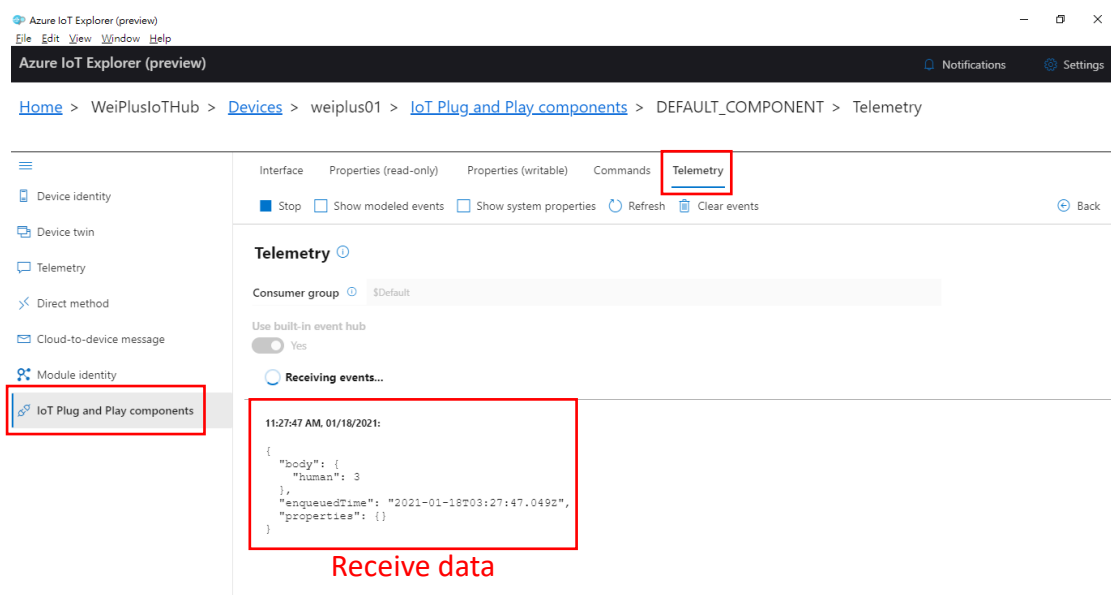 Azure IoT Explorer (preview)
File Edit View Window Help
Azure IoT Explorer (preview)
Notifications
Settings
Home > WeiPlusIoTHub > Devices > weiplus01 > IoT Plug and Play components > DEFAULT_COMPONENT > Telemetry
Device identity
Device twin
Telemetry
Direct method
Cloud-to-device message
Module identity
IoT Plug and Play components
Interface Properties (read-only) Properties (writable) Commands Telemetry
Stop Show modeled events Show system properties Refresh Clear events Back
Telemetry
Consumer group $Default
Use built-in event hub
Yes
Receiving events...
11:27:47 AM, 01/18/2021:
{
"body": {
"human": 3
},
"enqueuedTime": "2021-01-18T03:27:47.049Z",
"properties": {}
}
Receive data